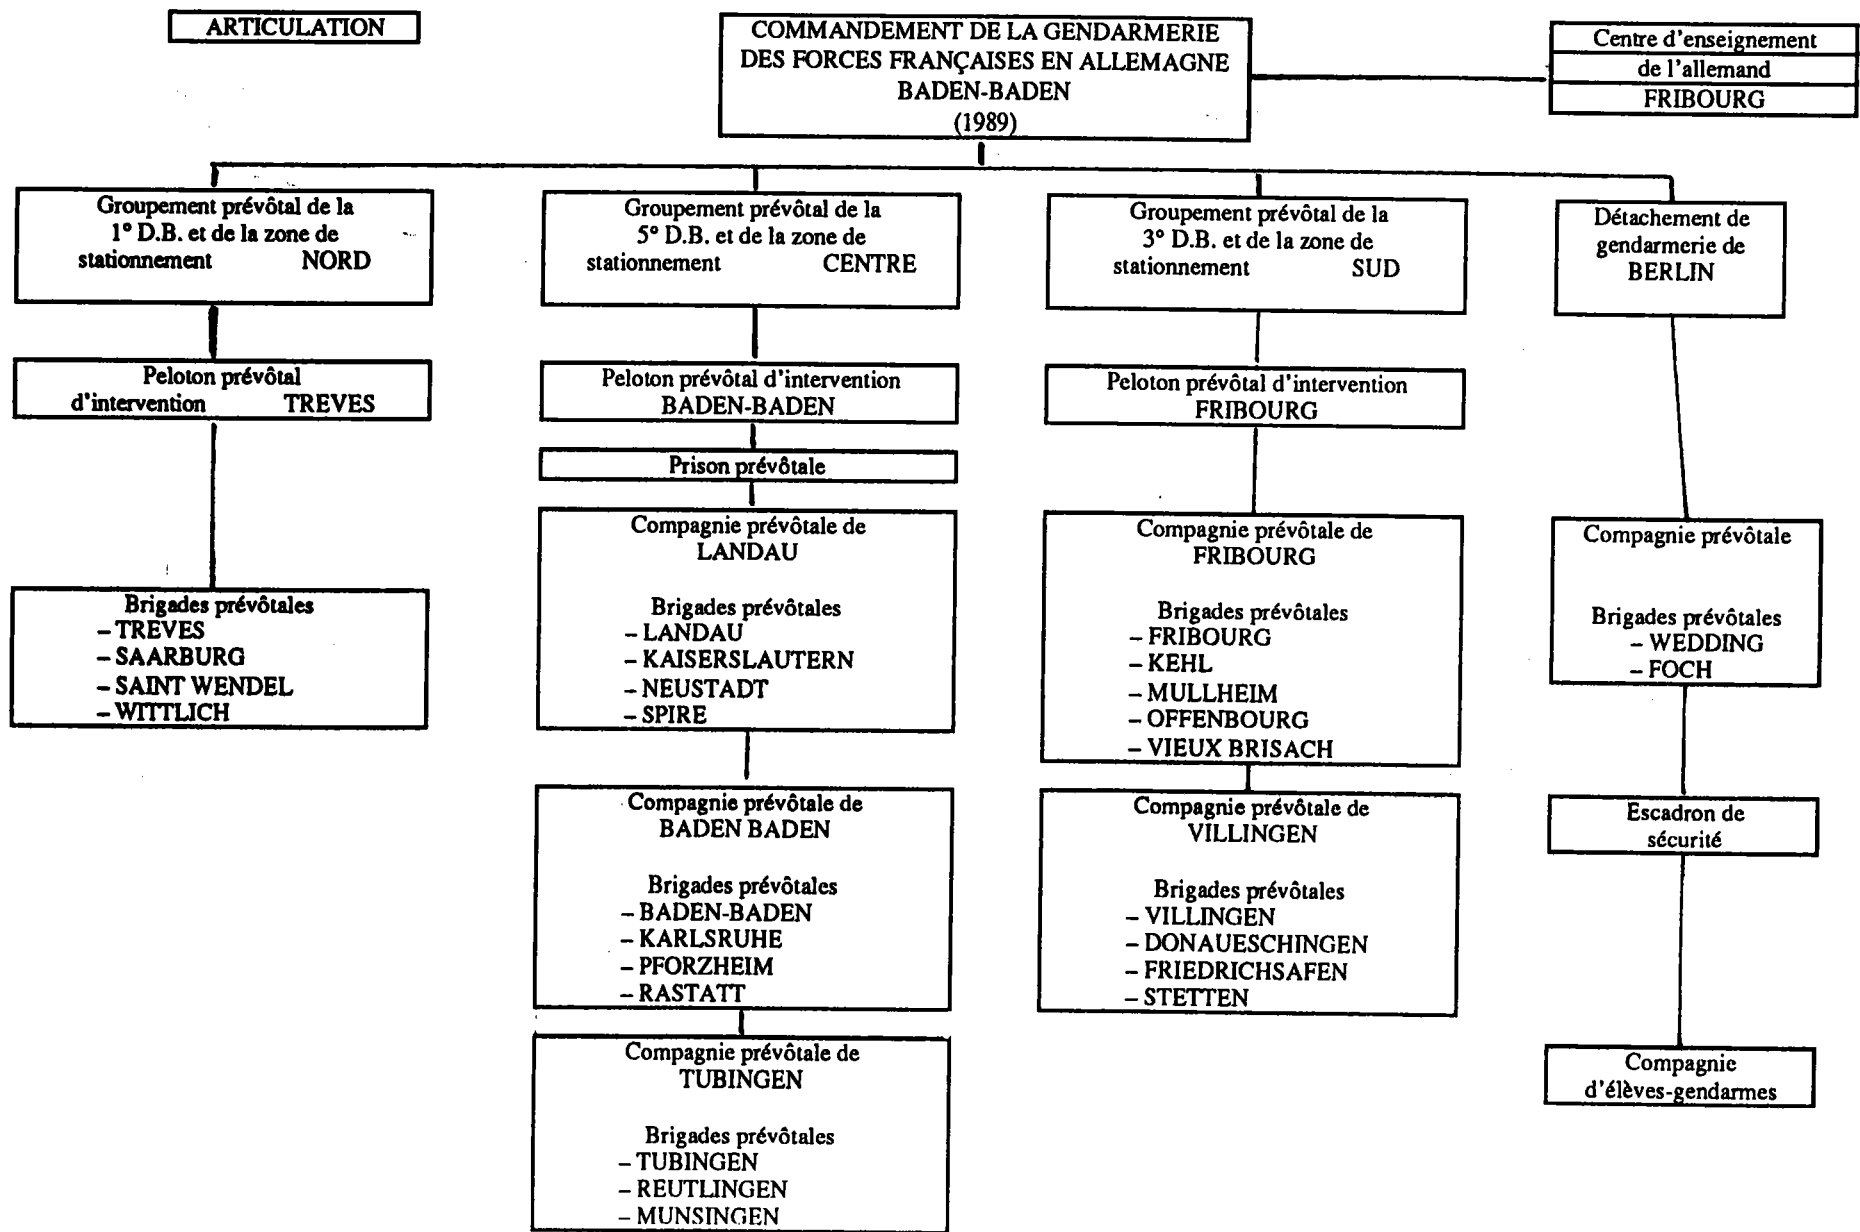 ARTICULATION
COMMANDEMENT DE LA GENDARMERIE
DES FORCES FRANÇAISES EN ALLEMAGNE
BADEN-BADEN
(1989)
Centre d'enseignement
de l'allemand
FRIBOURG
Groupement prévôtal de la
1° D.B. et de la zone de
stationnement NORD
Peloton prévôtal
d'intervention TREVES
Brigades prévôtales
– TREVES
– SAARBURG
– SAINT WENDEL
– WITTLICH
Groupement prévôtal de la
5° D.B. et de la zone de
stationnement CENTRE
Peloton prévôtal d'intervention
BADEN-BADEN
Prison prévôtale
Compagnie prévôtale de
LANDAU
Brigades prévôtales
– LANDAU
– KAISERSLAUTERN
– NEUSTADT
– SPIRE
Compagnie prévôtale de
BADEN BADEN
Brigades prévôtales
– BADEN-BADEN
– KARLSRUHE
– PFORZHEIM
– RASTATT
Compagnie prévôtale de
TUBINGEN
Brigades prévôtales
– TUBINGEN
– REUTLINGEN
– MUNSINGEN
Groupement prévôtal de la
3° D.B. et de la zone de
stationnement SUD
Peloton prévôtal d'intervention
FRIBOURG
Compagnie prévôtale de
FRIBOURG
Brigades prévôtales
– FRIBOURG
– KEHL
– MULLHEIM
– OFFENBOURG
– VIEUX BRISACH
Compagnie prévôtale de
VILLINGEN
Brigades prévôtales
– VILLINGEN
– DONAUESCHINGEN
– FRIEDRICHSAFEN
– STETTEN
Détachement de
gendarmerie de
BERLIN
Compagnie prévôtale
Brigades prévôtales
– WEDDING
– FOCH
Escadron de
sécurité
Compagnie
d'élèves-gendarmes